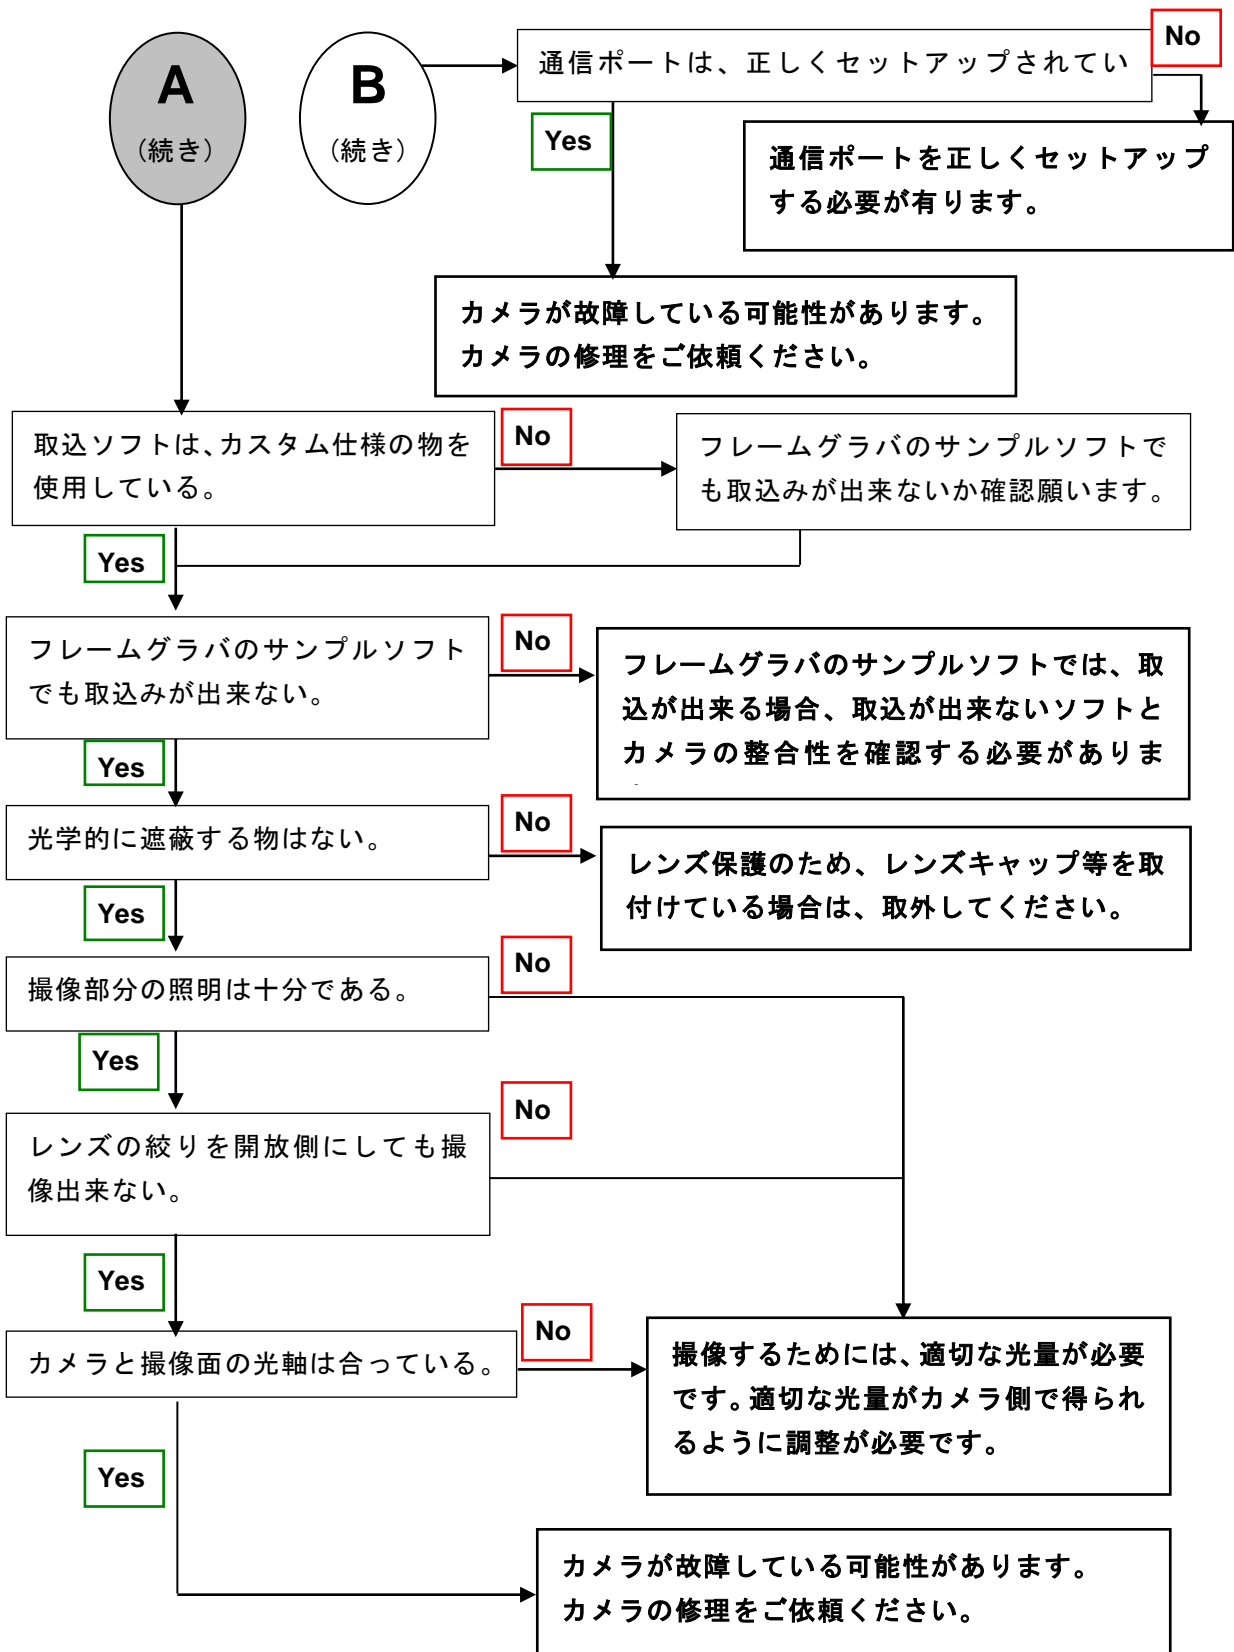 A
(続き)
B
(続き)
通信ポートは、正しくセットアップされてい
No
Yes
通信ポートを正しくセットアップ
する必要が有ります。
カメラが故障している可能性があります。
カメラの修理をご依頼ください。
取込ソフトは、カスタム仕様の物を
使用している。
No
フレームグラバのサンプルソフトで
も取込みが出来ないか確認願います。
Yes
フレームグラバのサンプルソフト
でも取込みが出来ない。
No
フレームグラバのサンプルソフトでは、取
込が出来る場合、取込が出来ないソフトと
カメラの整合性を確認する必要がありま
Yes
光学的に遮蔽する物はない。
No
レンズ保護のため、レンズキャップ等を取
付けている場合は、取外してください。
Yes
撮像部分の照明は十分である。
No
Yes
レンズの絞りを開放側にしても撮
像出来ない。
No
Yes
カメラと撮像面の光軸は合っている。
No
撮像するためには、適切な光量が必要
です。適切な光量がカメラ側で得られ
るように調整が必要です。
Yes
カメラが故障している可能性があります。
カメラの修理をご依頼ください。